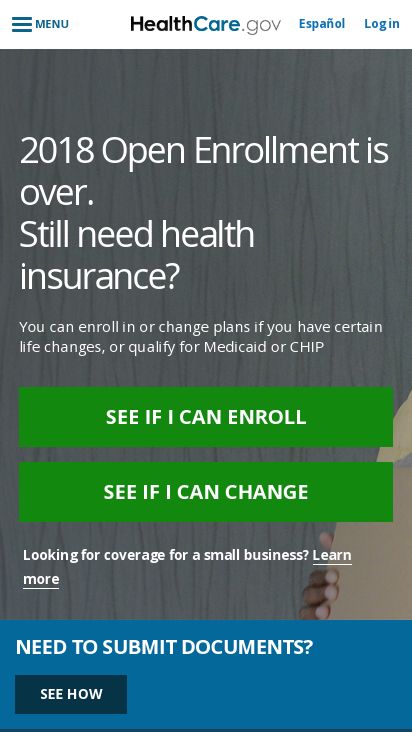 MENU HealthCare.gov Español Log in
2018 Open Enrollment is
over.
Still need health
insurance?
You can enroll in or change plans if you have certain
life changes, or qualify for Medicaid or CHIP
SEE IF I CAN ENROLL
SEE IF I CAN CHANGE
Looking for coverage for a small business? Learn
more
NEED TO SUBMIT DOCUMENTS?
SEE HOW